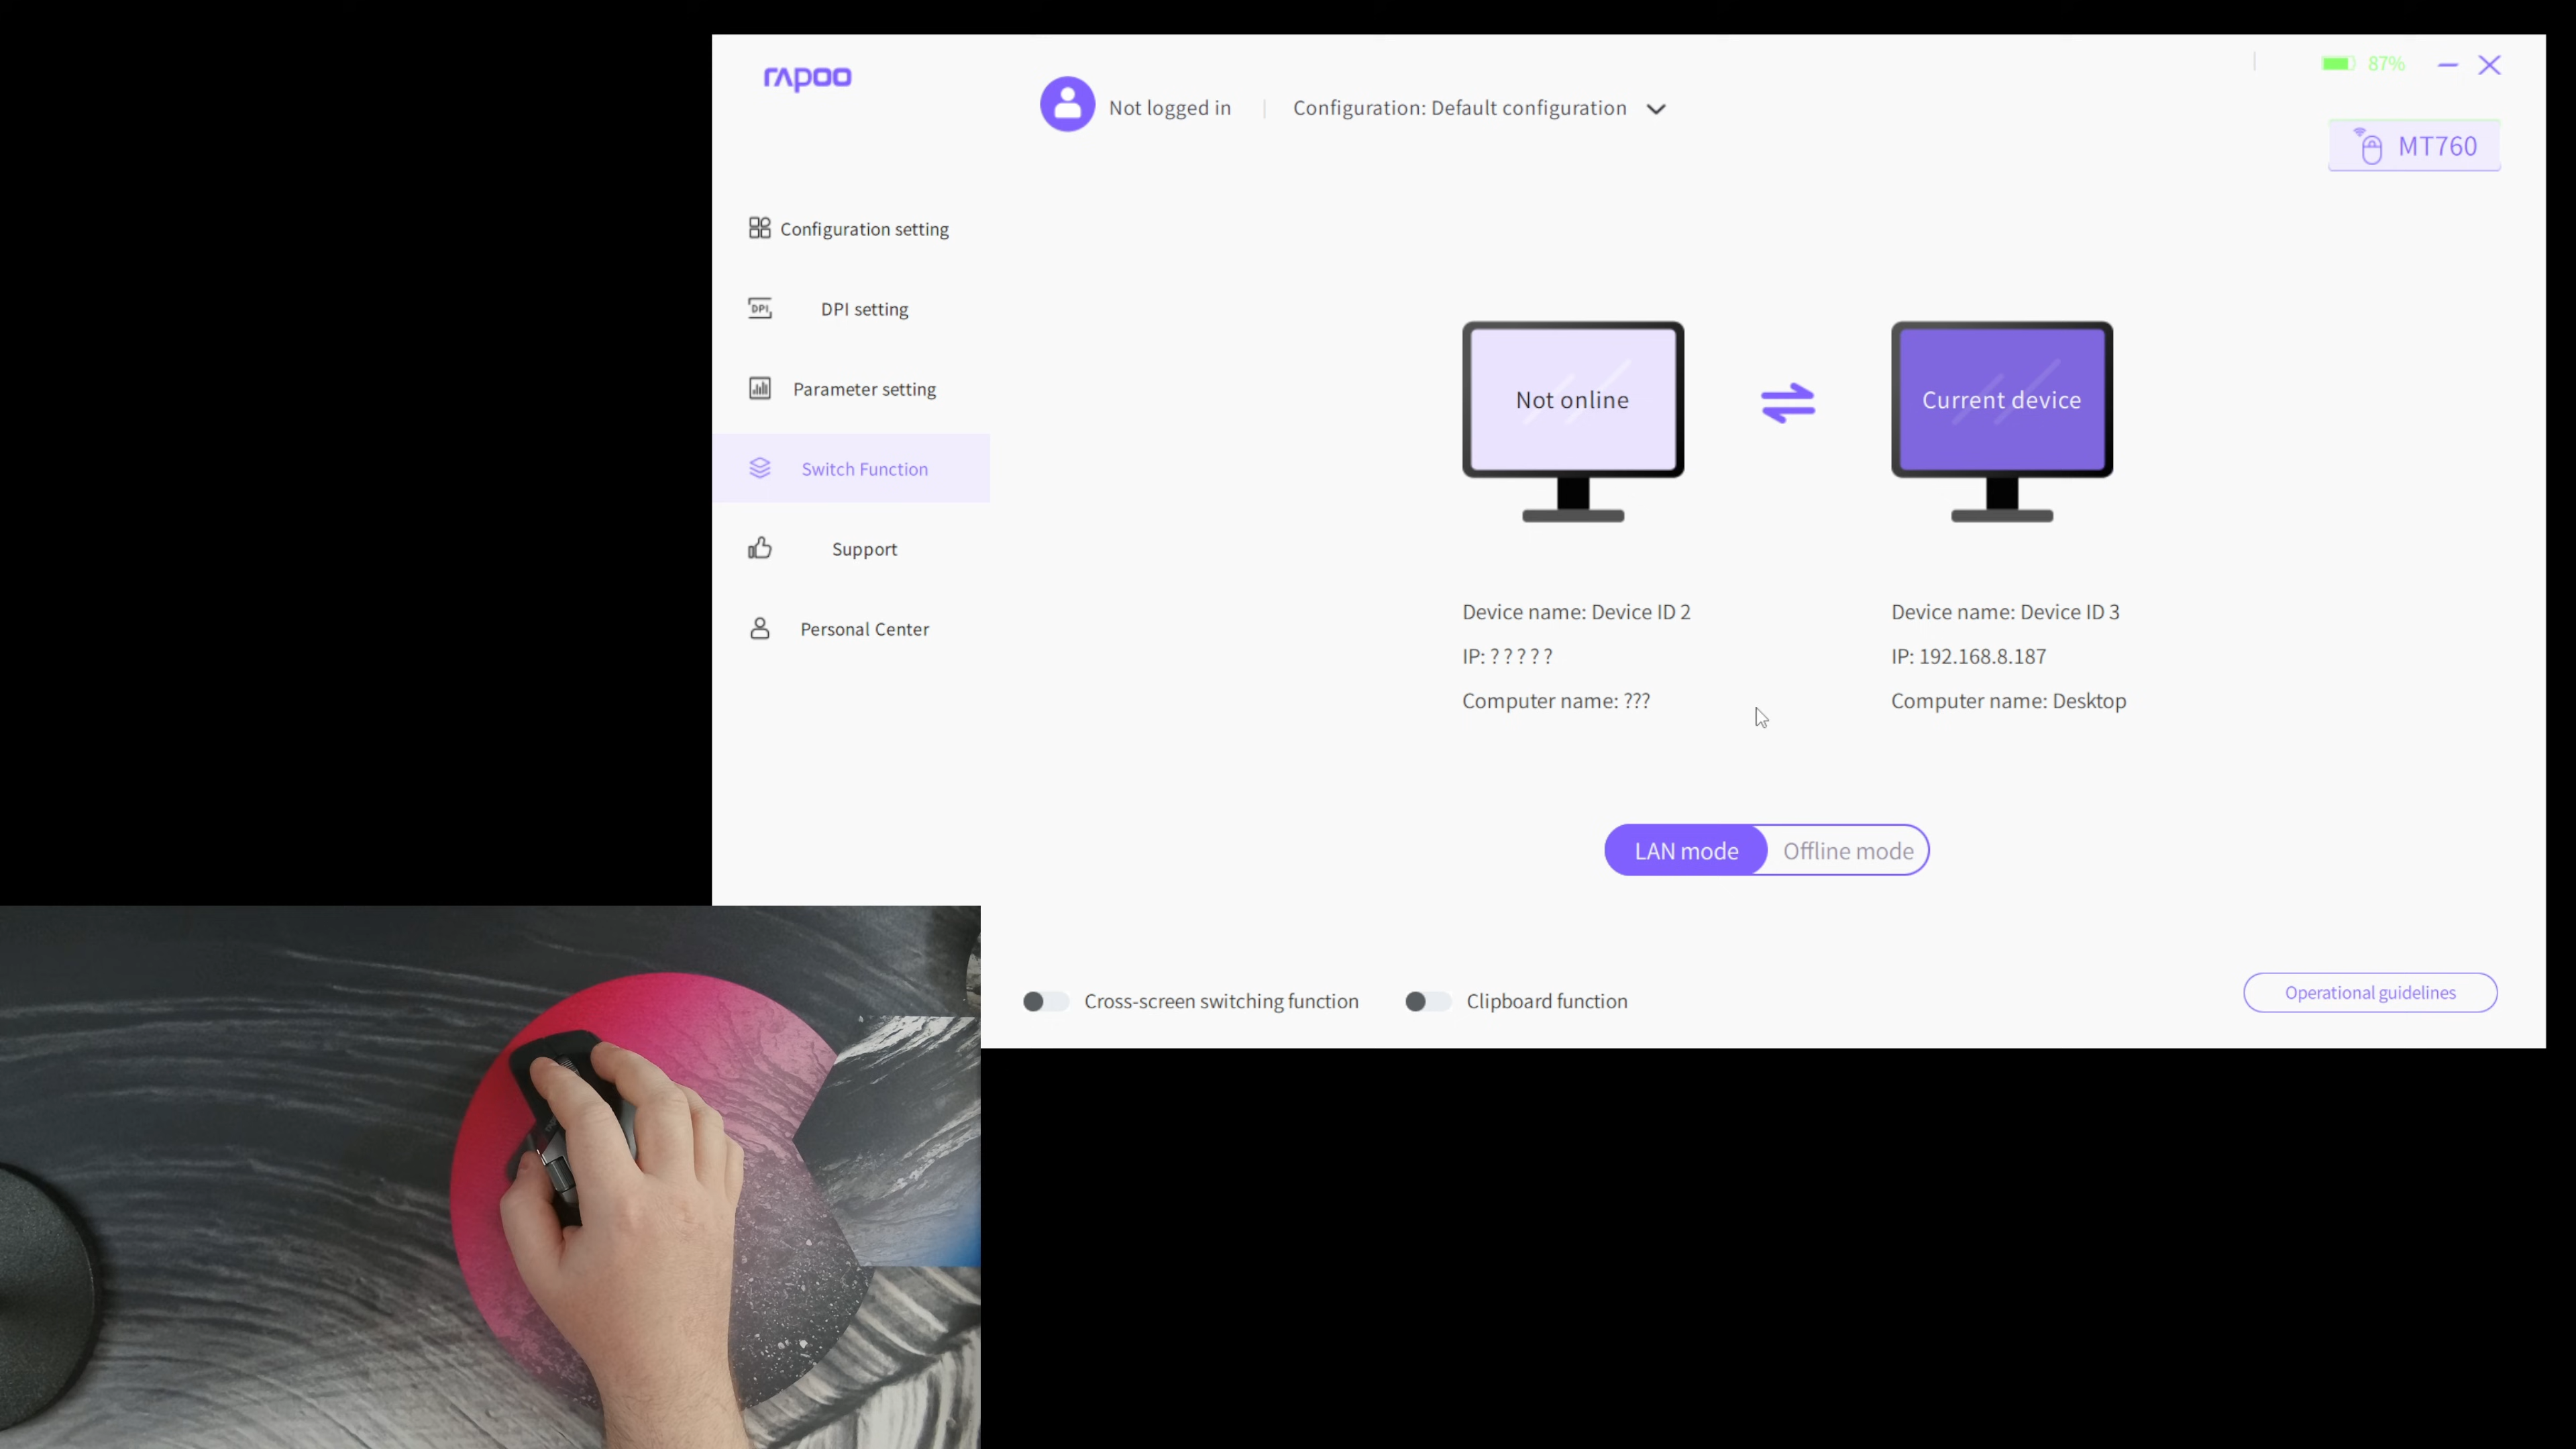 rapoo
87%
Not logged in
Configuration: Default configuration
MT760
Configuration setting
DPI
DPI setting
Parameter setting
Switch Function
Support
Personal Center
Not online
Current device
Device name: Device ID 2
IP: ? ? ? ? ?
Computer name: ???
Device name: Device ID 3
IP: 192.168.8.187
Computer name: Desktop
LAN mode
Offline mode
Cross-screen switching function
Clipboard function
Operational guidelines